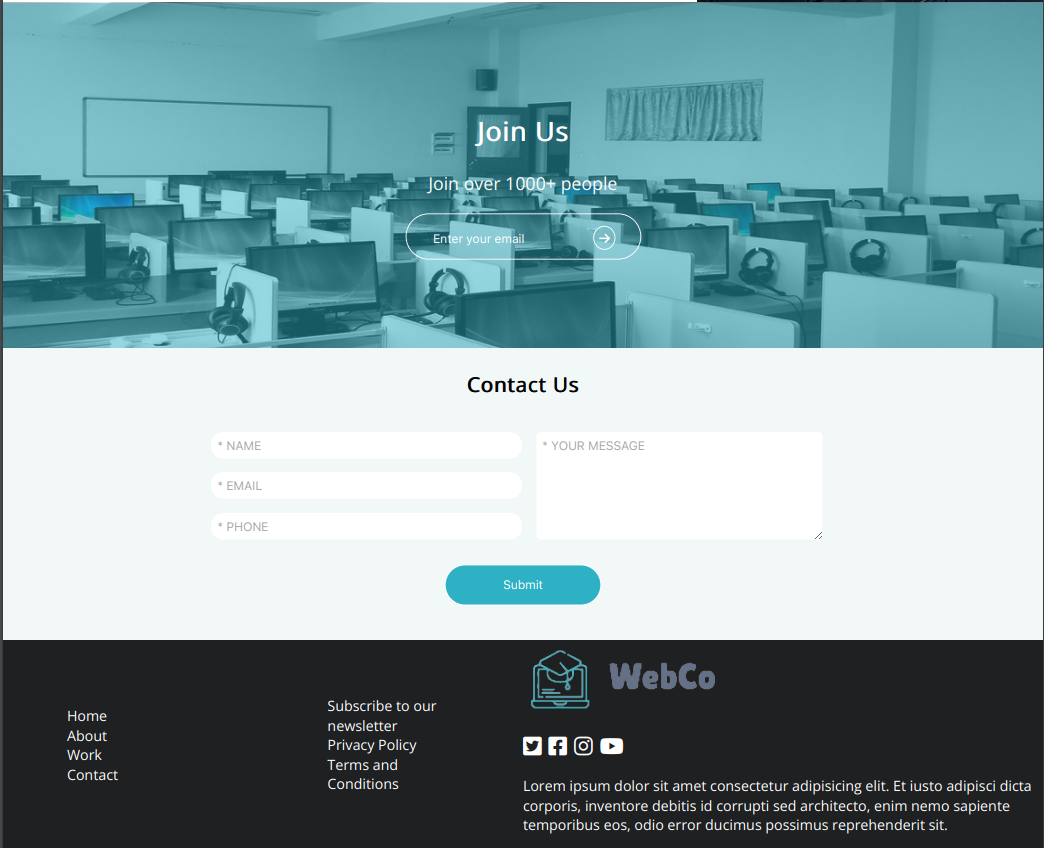 Join Us
Join over 1000+ people
Enter your email
Contact Us
* NAME
* EMAIL
* PHONE
* YOUR MESSAGE
Submit
Home
About
Work
Contact
Subscribe to our
newsletter
Privacy Policy
Terms and
Conditions
WebCo
Lorem ipsum dolor sit amet consectetur adipisicing elit. Et iusto adipisci dicta
corporis, inventore debitis id corrupti sed architecto, enim nemo sapiente
temporibus eos, odio error ducimus possimus reprehenderit sit.